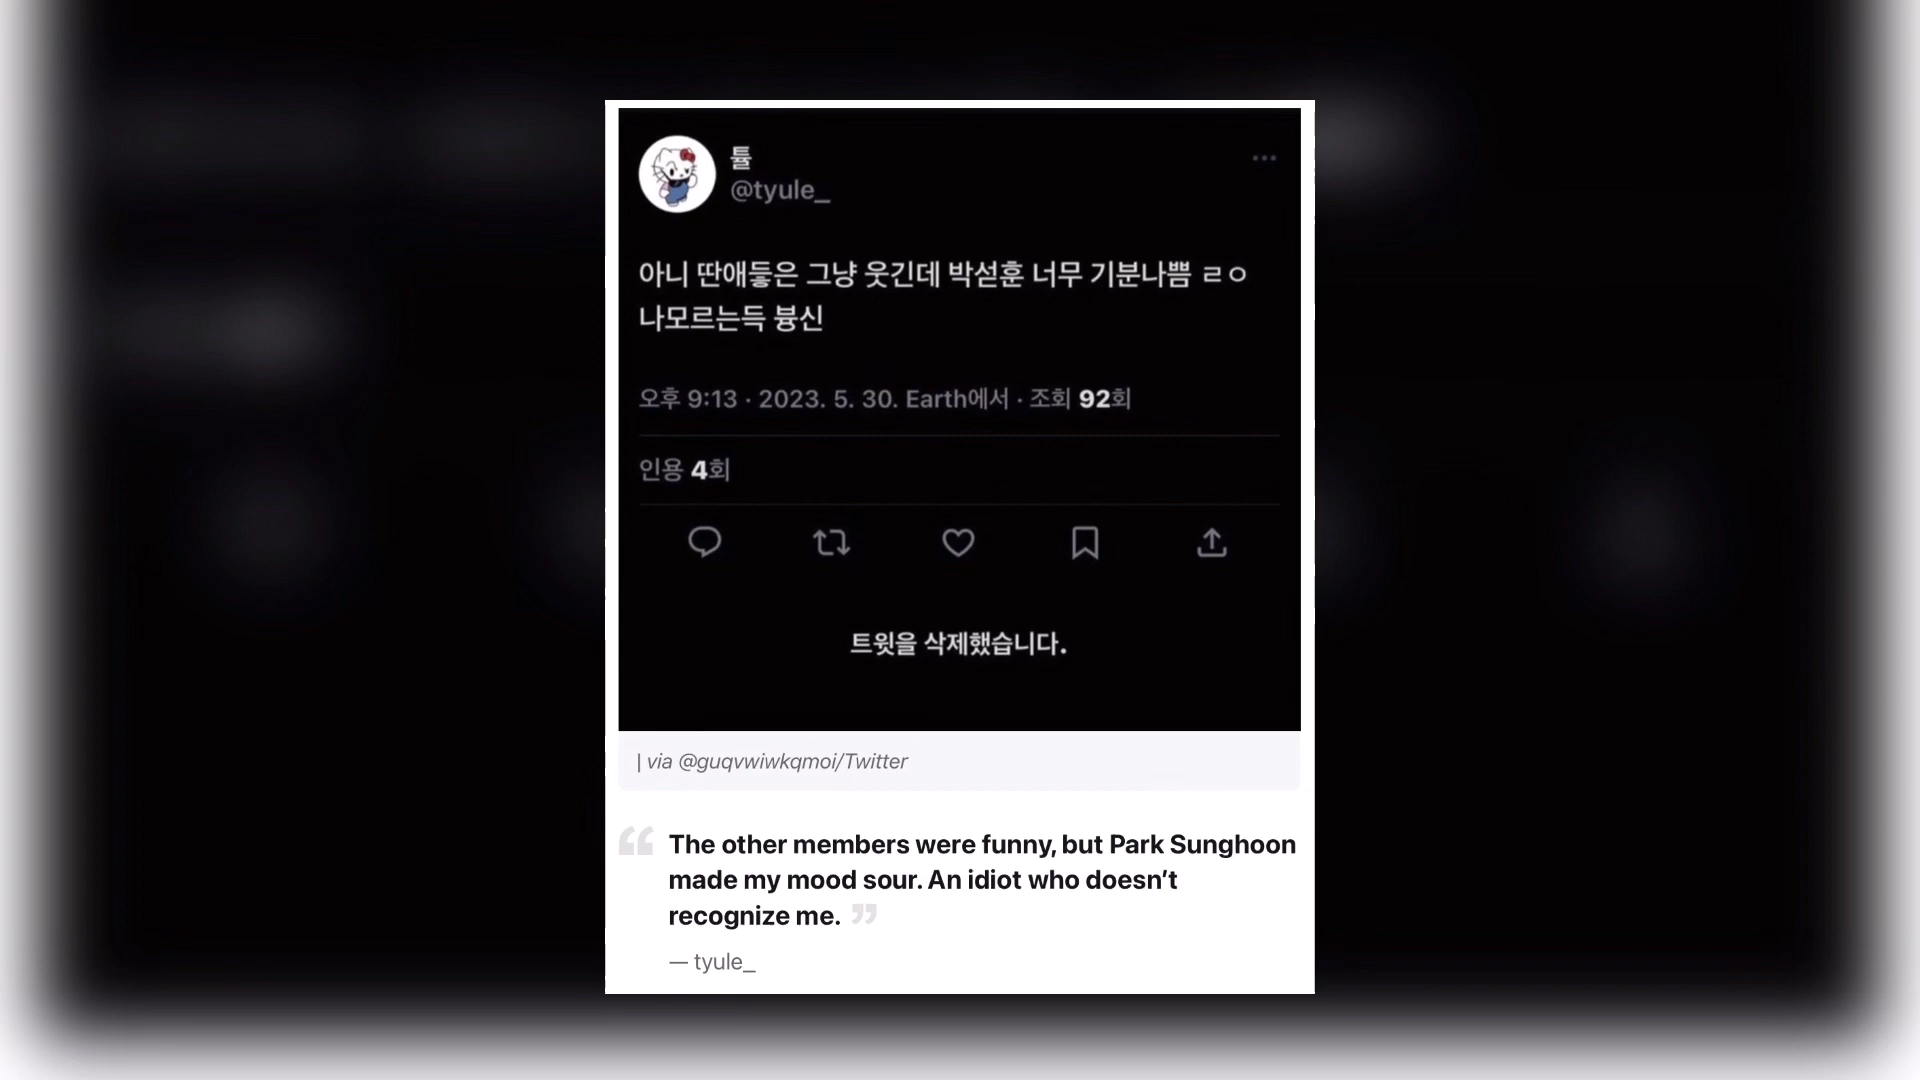 튤
@tyule_
아니 딴애듷은 그냥 웃긴데 박섣훈 너무 기분나쁨 ㄹㅇ
나모르는득 븅신
오후 9:13 · 2023. 5. 30. Earth에서 · 조회 92회
인용 4회
트윗을 삭제했습니다.
| via @guqvwiwkqmoi/Twitter
“ The other members were funny, but Park Sunghoon
made my mood sour. An idiot who doesn’t
recognize me. ”
— tyule_